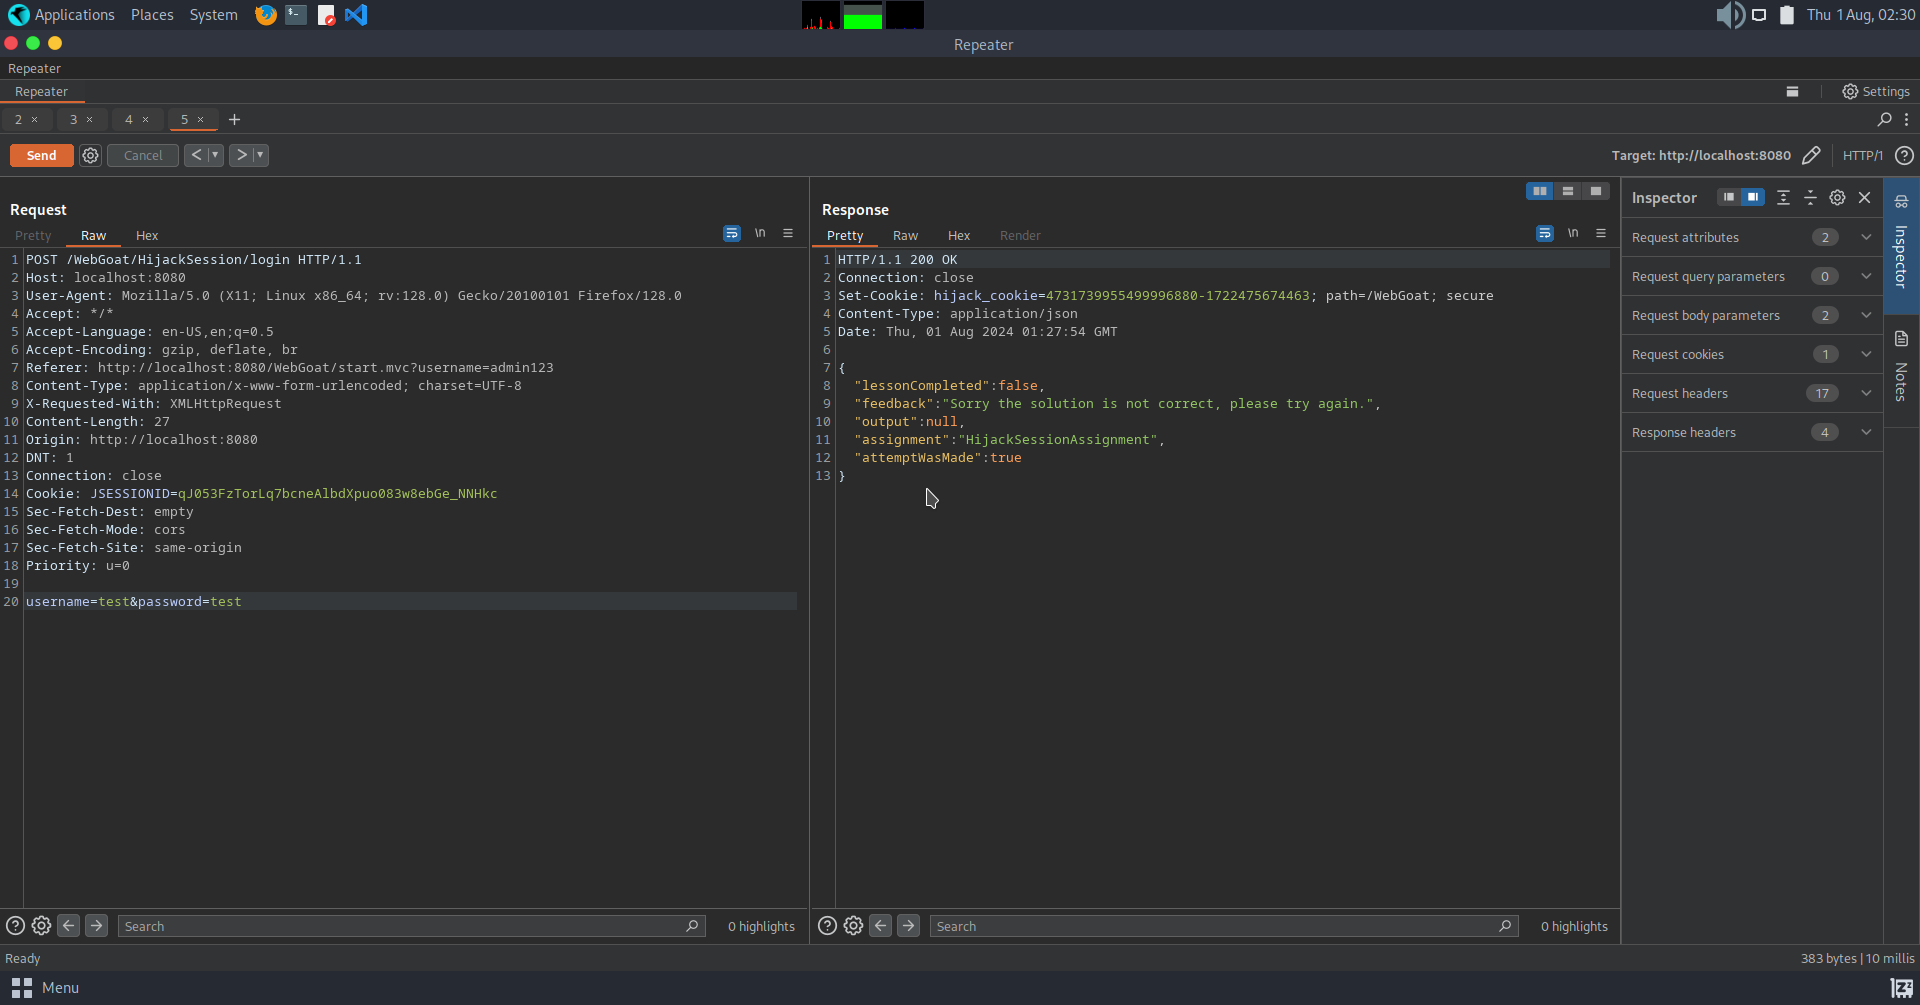 Applications Places System
Thu 1 Aug, 02:30
Repeater
Repeater
Repeater
Settings
2 × 3 × 4 × 5 × +
Send Cancel < >
Target: http://localhost:8080 HTTP/1 ?
Request
Pretty Raw Hex
\n
1 POST /WebGoat/HijackSession/login HTTP/1.1
2 Host: localhost:8080
3 User-Agent: Mozilla/5.0 (X11; Linux x86_64; rv:128.0) Gecko/20100101 Firefox/128.0
4 Accept: */*
5 Accept-Language: en-US,en;q=0.5
6 Accept-Encoding: gzip, deflate, br
7 Referer: http://localhost:8080/WebGoat/start.mvc?username=admin123
8 Content-Type: application/x-www-form-urlencoded; charset=UTF-8
9 X-Requested-With: XMLHttpRequest
10 Content-Length: 27
11 Origin: http://localhost:8080
12 DNT: 1
13 Connection: close
14 Cookie: JSESSIONID=qJ053FzTorLq7bcneAlbdXpuo083w8ebGe_NNHkc
15 Sec-Fetch-Dest: empty
16 Sec-Fetch-Mode: cors
17 Sec-Fetch-Site: same-origin
18 Priority: u=0
19
20 username=test&password=test
? Search 0 highlights
Response
Pretty Raw Hex Render
\n
1 HTTP/1.1 200 OK
2 Connection: close
3 Set-Cookie: hijack_cookie=4731739955499996880-1722475674463; path=/WebGoat; secure
4 Content-Type: application/json
5 Date: Thu, 01 Aug 2024 01:27:54 GMT
6
7 {
8 "lessonCompleted":false,
9 "feedback":"Sorry the solution is not correct, please try again.",
10 "output":null,
11 "assignment":"HijackSessionAssignment",
12 "attemptWasMade":true
13 }
? Search 0 highlights
Inspector
Request attributes 2
Request query parameters 0
Request body parameters 2
Request cookies 1
Request headers 17
Response headers 4
Inspector
Notes
Ready
383 bytes | 10 millis
Menu